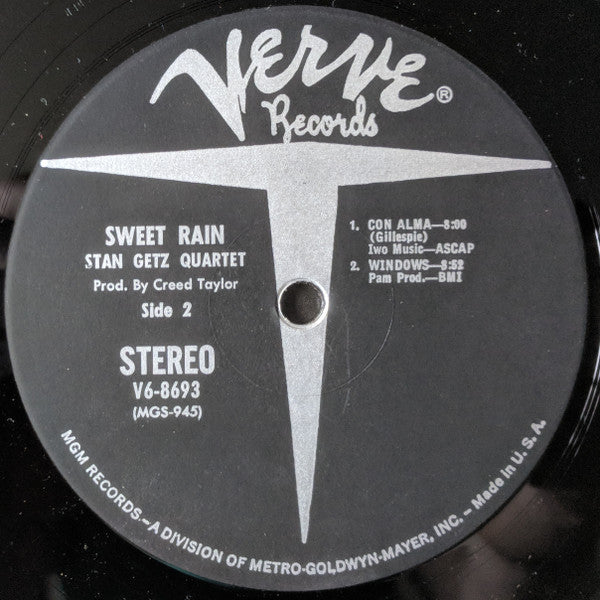 VERVE®
Records
SWEET RAIN
STAN GETZ QUARTET
Prod. By Creed Taylor
Side 2
STEREO
V6-8693
(MGS-945)
1. CON ALMA—8:00
(Gillespie)
Iwo Music—ASCAP
2. WINDOWS—8:52
Pam Prod.—BMI
MGM RECORDS—A DIVISION OF METRO-GOLDWYN-MAYER, INC. – Made in U. S. A.